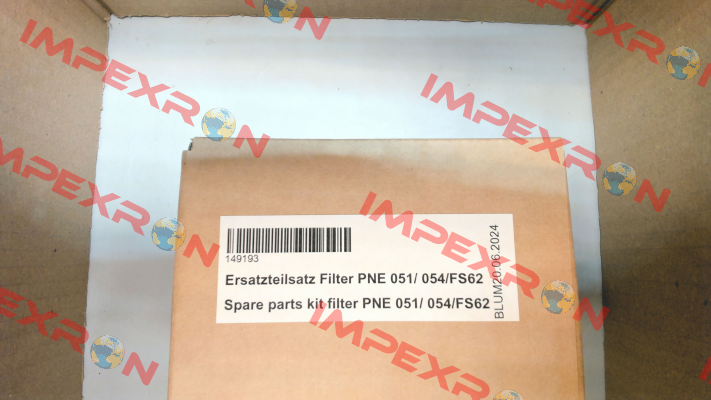 149193
Ersatzteilsatz Filter PNE 051/ 054/FS62
Spare parts kit filter PNE 051/ 054/FS62
BLUM20.06.2024
IMPEXRON
IMPEXRON
IMPEXRON
IMPEXRON
IMPEXRON
IMPEXRON